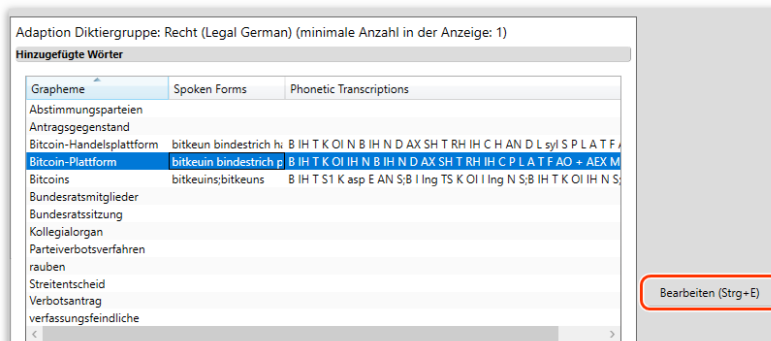 Adaption Diktiergruppe: Recht (Legal German) (minimale Anzahl in der Anzeige: 1)
Hinzugefügte Wörter
Grapheme Spoken Forms Phonetic Transcriptions
Abstimmungsparteien
Antragsgegenstand
Bitcoin-Handelsplattform bitkeun bindestrich ha B IH T K OI N B IH N D AX SH T RH IH C H AN D L syl S P L A T F
Bitcoin-Plattform bitkeuin bindestrich p B IH T K OI IH N B IH N D AX SH T RH IH C P L A T F AO + AEX M
Bitcoins bitkeuins;bitkeuns B IH T S1 K asp E AN S;B I Ing TS K OI I Ing N S;B IH T K OI IH N S;
Bundesratsmitglieder
Bundesratssitzung
Kollegialorgan
Parteiverbotsverfahren
rauben
Streitentscheid
Verbotsantrag
verfassungsfeindliche
Bearbeiten (Strg+E)